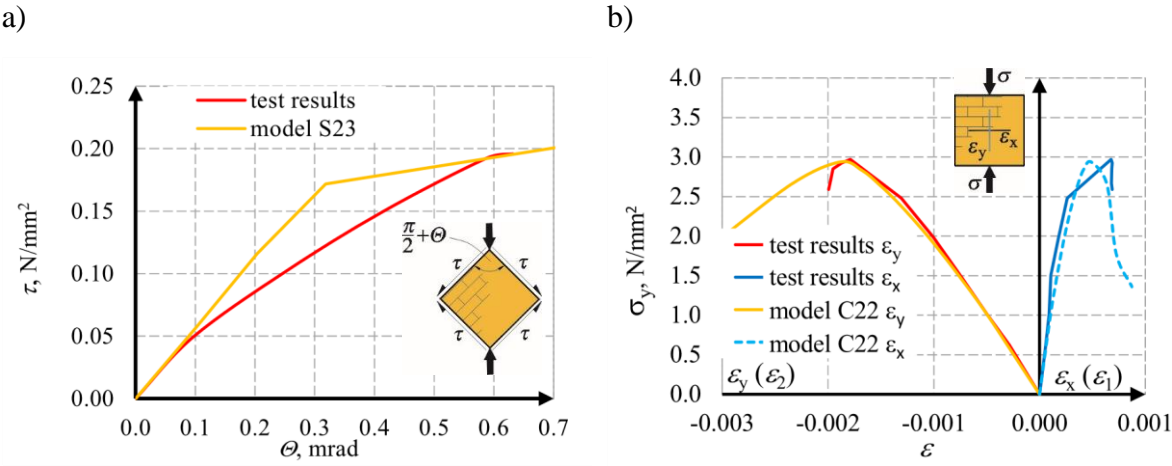 a)
0.25
0.20
0.15
0.10
0.05
0.00
τ, N/mm²
test results
model S23
π/2+Θ
τ
τ
τ
τ
0.0 0.1 0.2 0.3 0.4 0.5 0.6 0.7
Θ, mrad
b)
4.0
3.5
3.0
2.5
2.0
1.5
1.0
0.5
0.0
σy, N/mm²
σ
εy εx
σ
test results εy
test results εx
model C22 εy
model C22 εx
εy (ε2)
εx (ε1)
-0.003 -0.002 -0.001 0.000 0.001
ε